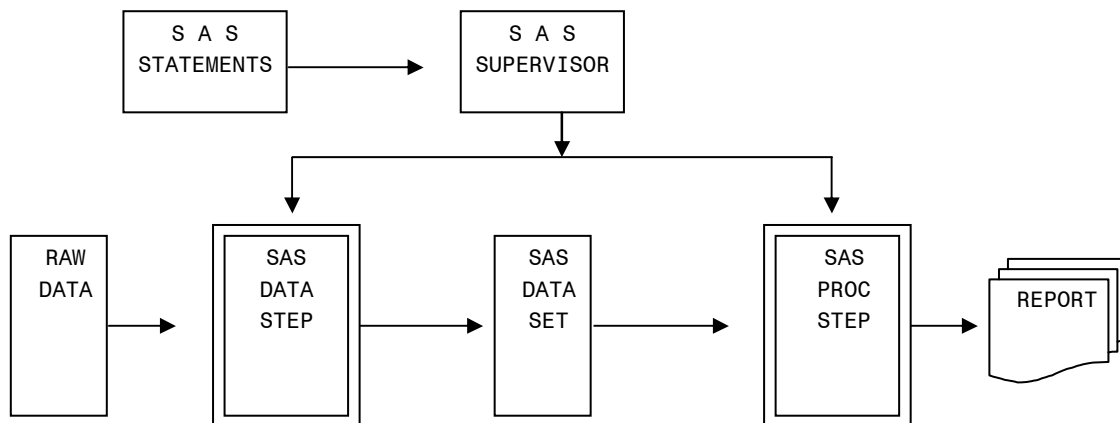 S A S
STATEMENTS
S A S
SUPERVISOR
RAW
DATA
SAS
DATA
STEP
SAS
DATA
SET
SAS
PROC
STEP
REPORT